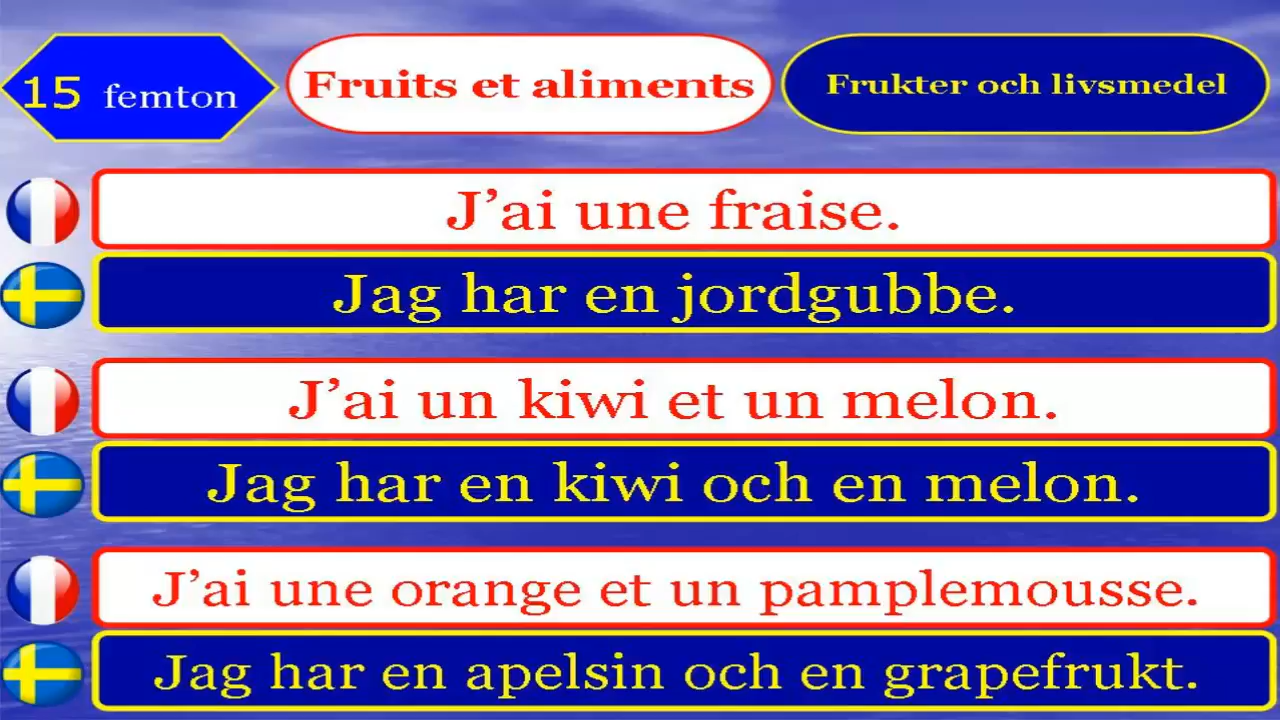 15 femton
Fruits et aliments
Frukter och livsmedel
J’ai une fraise.
Jag har en jordgubbe.
J’ai un kiwi et un melon.
Jag har en kiwi och en melon.
J’ai une orange et un pamplemousse.
Jag har en apelsin och en grapefrukt.